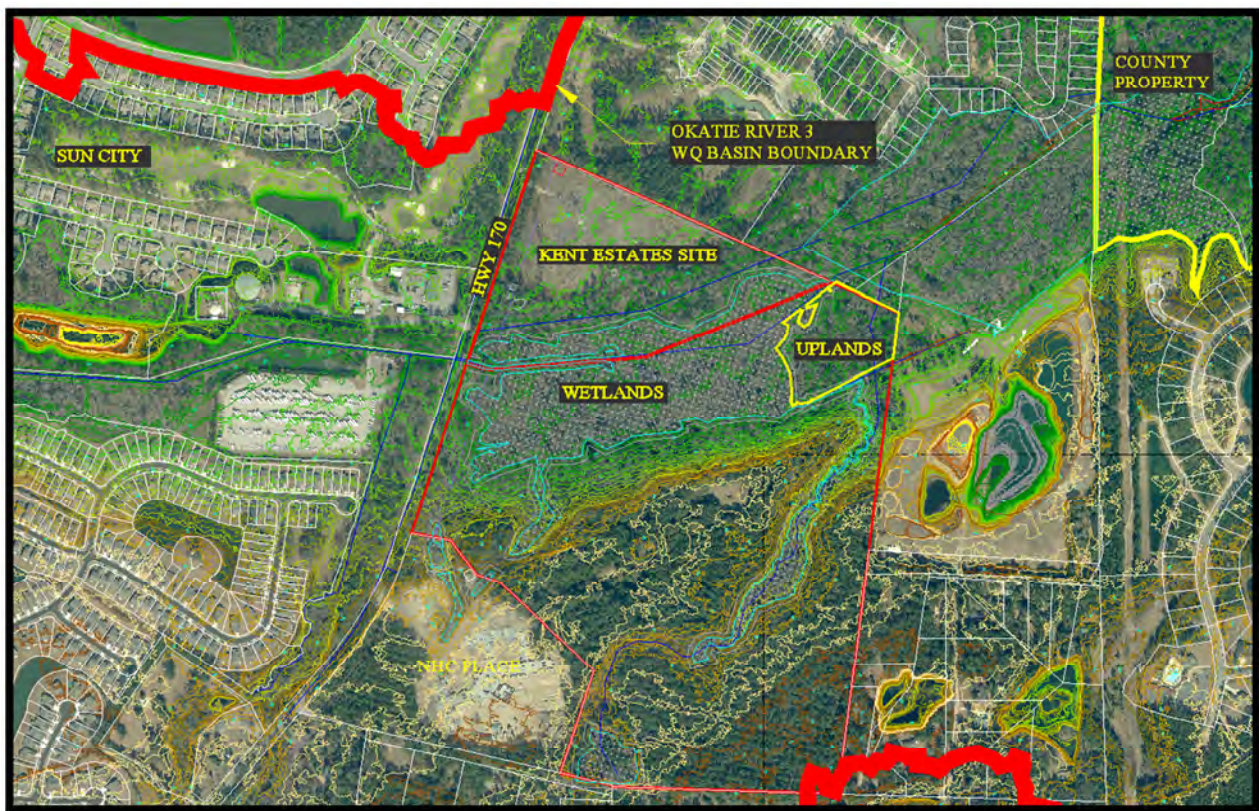 COUNTY
PROPERTY
OKATIE RIVER 3
WQ BASIN BOUNDARY
SUN CITY
HWY 170
KENT ESTATES SITE
UPLANDS
WETLANDS
NHC PLACE